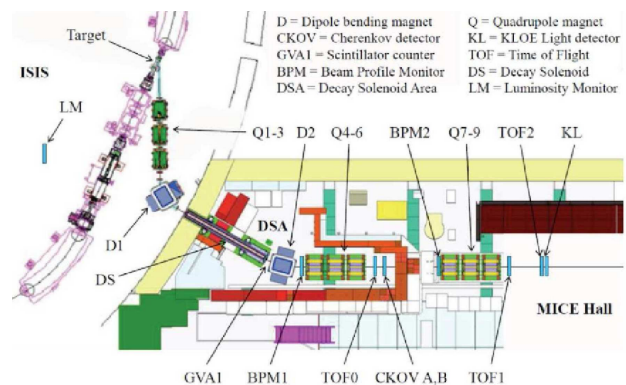 D = Dipole bending magnet
CKOV = Cherenkov detector
GVA1 = Scintillator counter
BPM = Beam Profile Monitor
DSA = Decay Solenoid Area
Q = Quadrupole magnet
KL = KLOE Light detector
TOF = Time of Flight
DS = Decay Solenoid
LM = Luminosity Monitor
Target
ISIS
LM
Q1-3 D2 Q4-6 BPM2 Q7-9 TOF2 KL
D1
DSA
DS
MICE Hall
GVA1 BPM1 TOF0 CKOV A,B TOF1